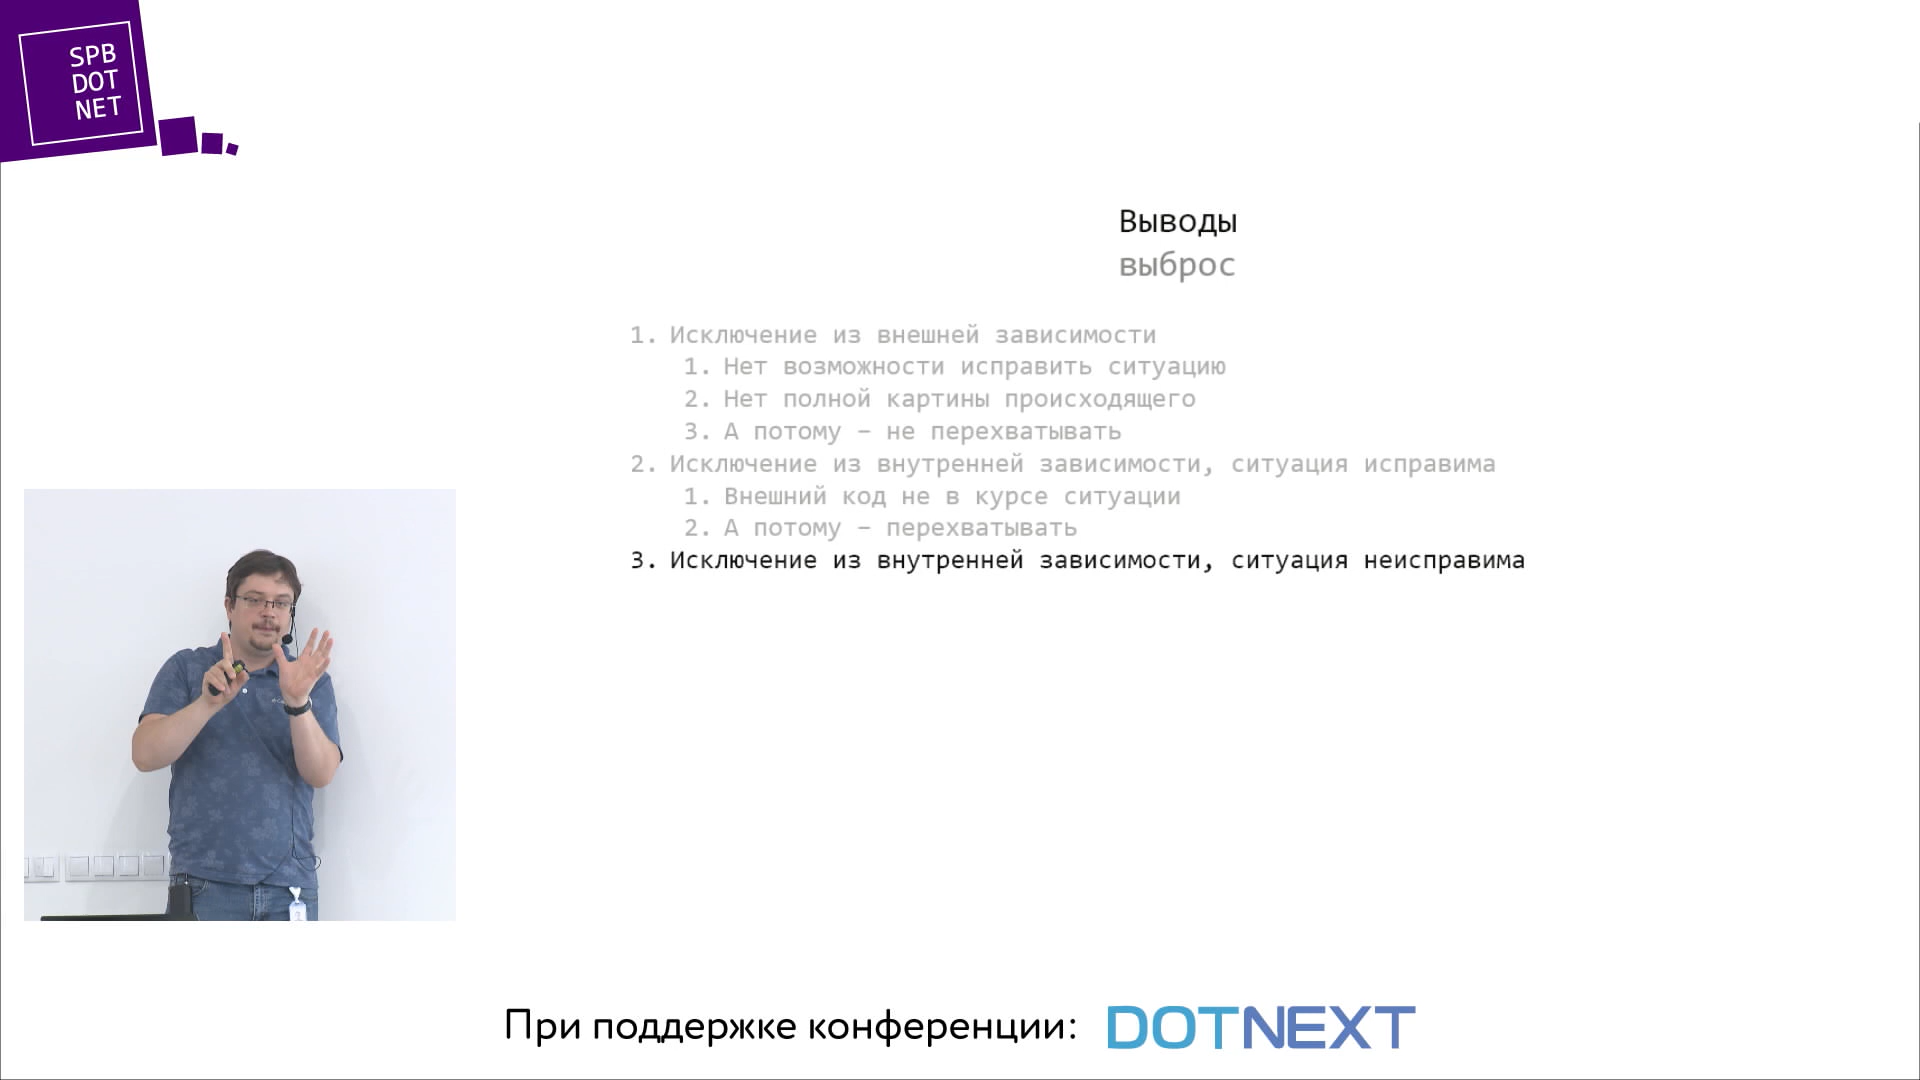 SPB
DOT
NET
Выводы
выброс
1. Исключение из внешней зависимости
1. Нет возможности исправить ситуацию
2. Нет полной картины происходящего
3. А потому – не перехватывать
2. Исключение из внутренней зависимости, ситуация исправима
1. Внешний код не в курсе ситуации
2. А потому – перехватывать
3. Исключение из внутренней зависимости, ситуация неисправима
При поддержке конференции: DOTNEXT